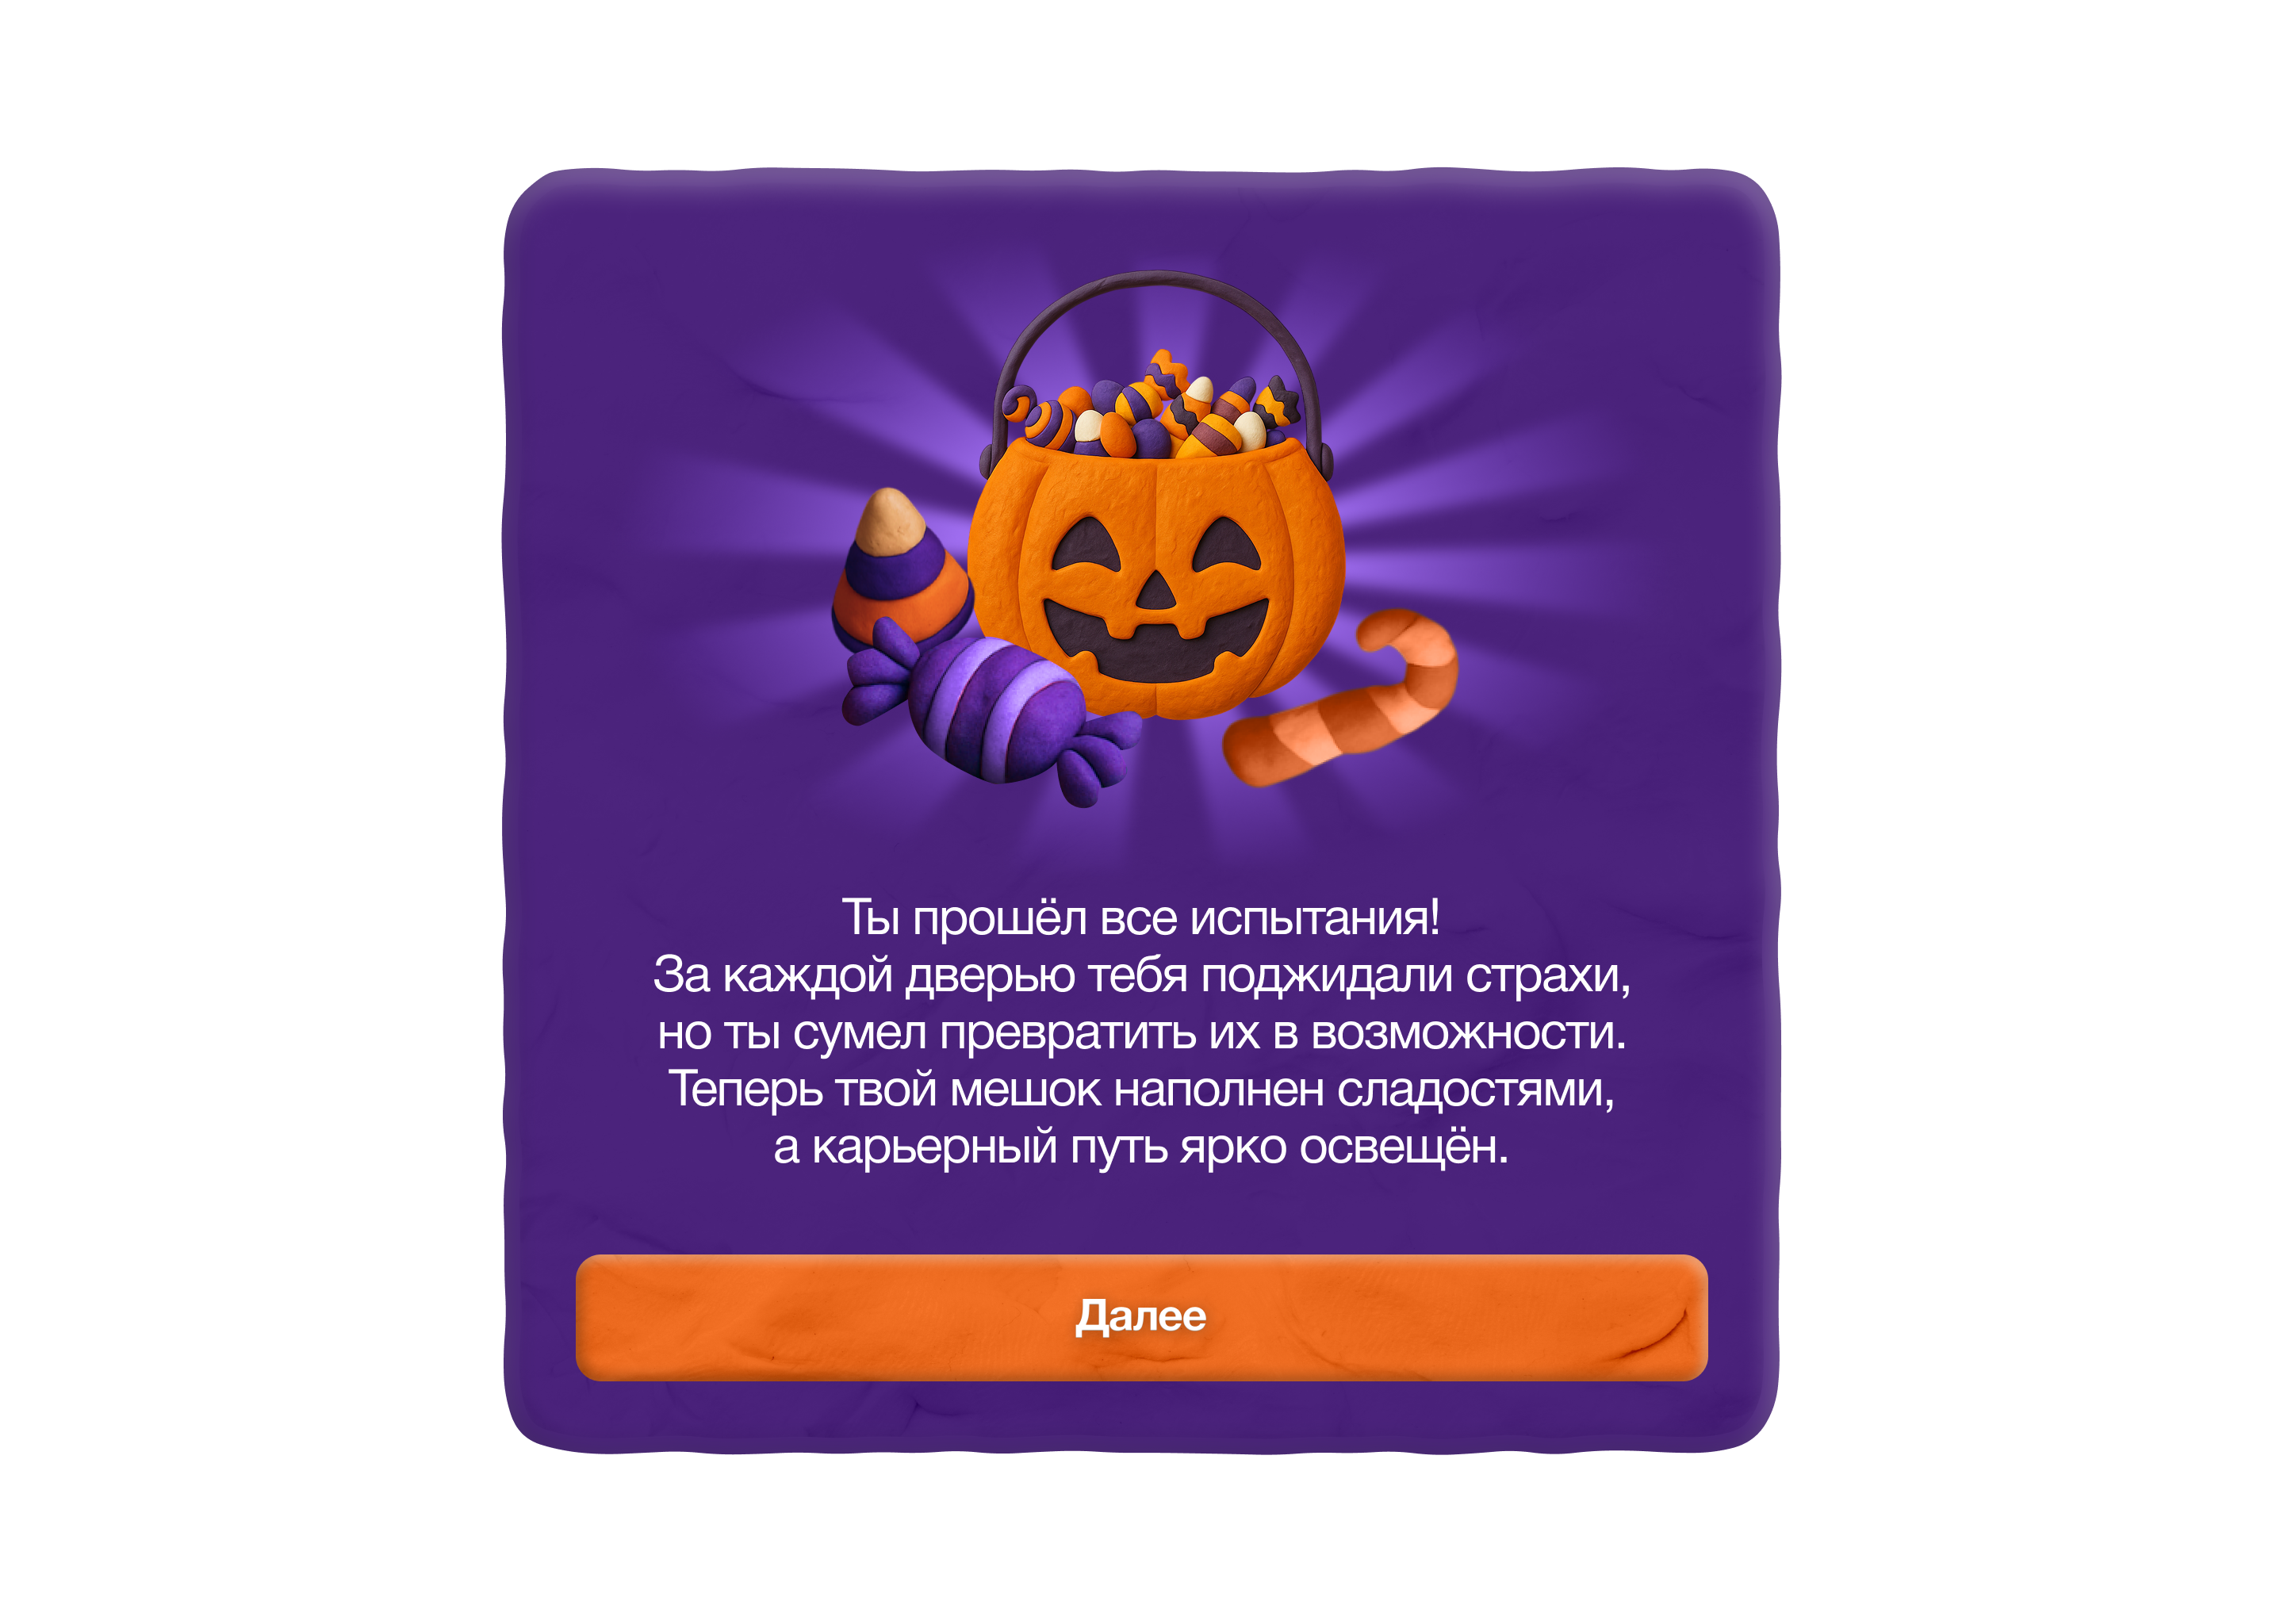 Ты прошёл все испытания!
За каждой дверью тебя поджидали страхи,
но ты сумел превратить их в возможности.
Теперь твой мешок наполнен сладостями,
а карьерный путь ярко освещён.
Далее